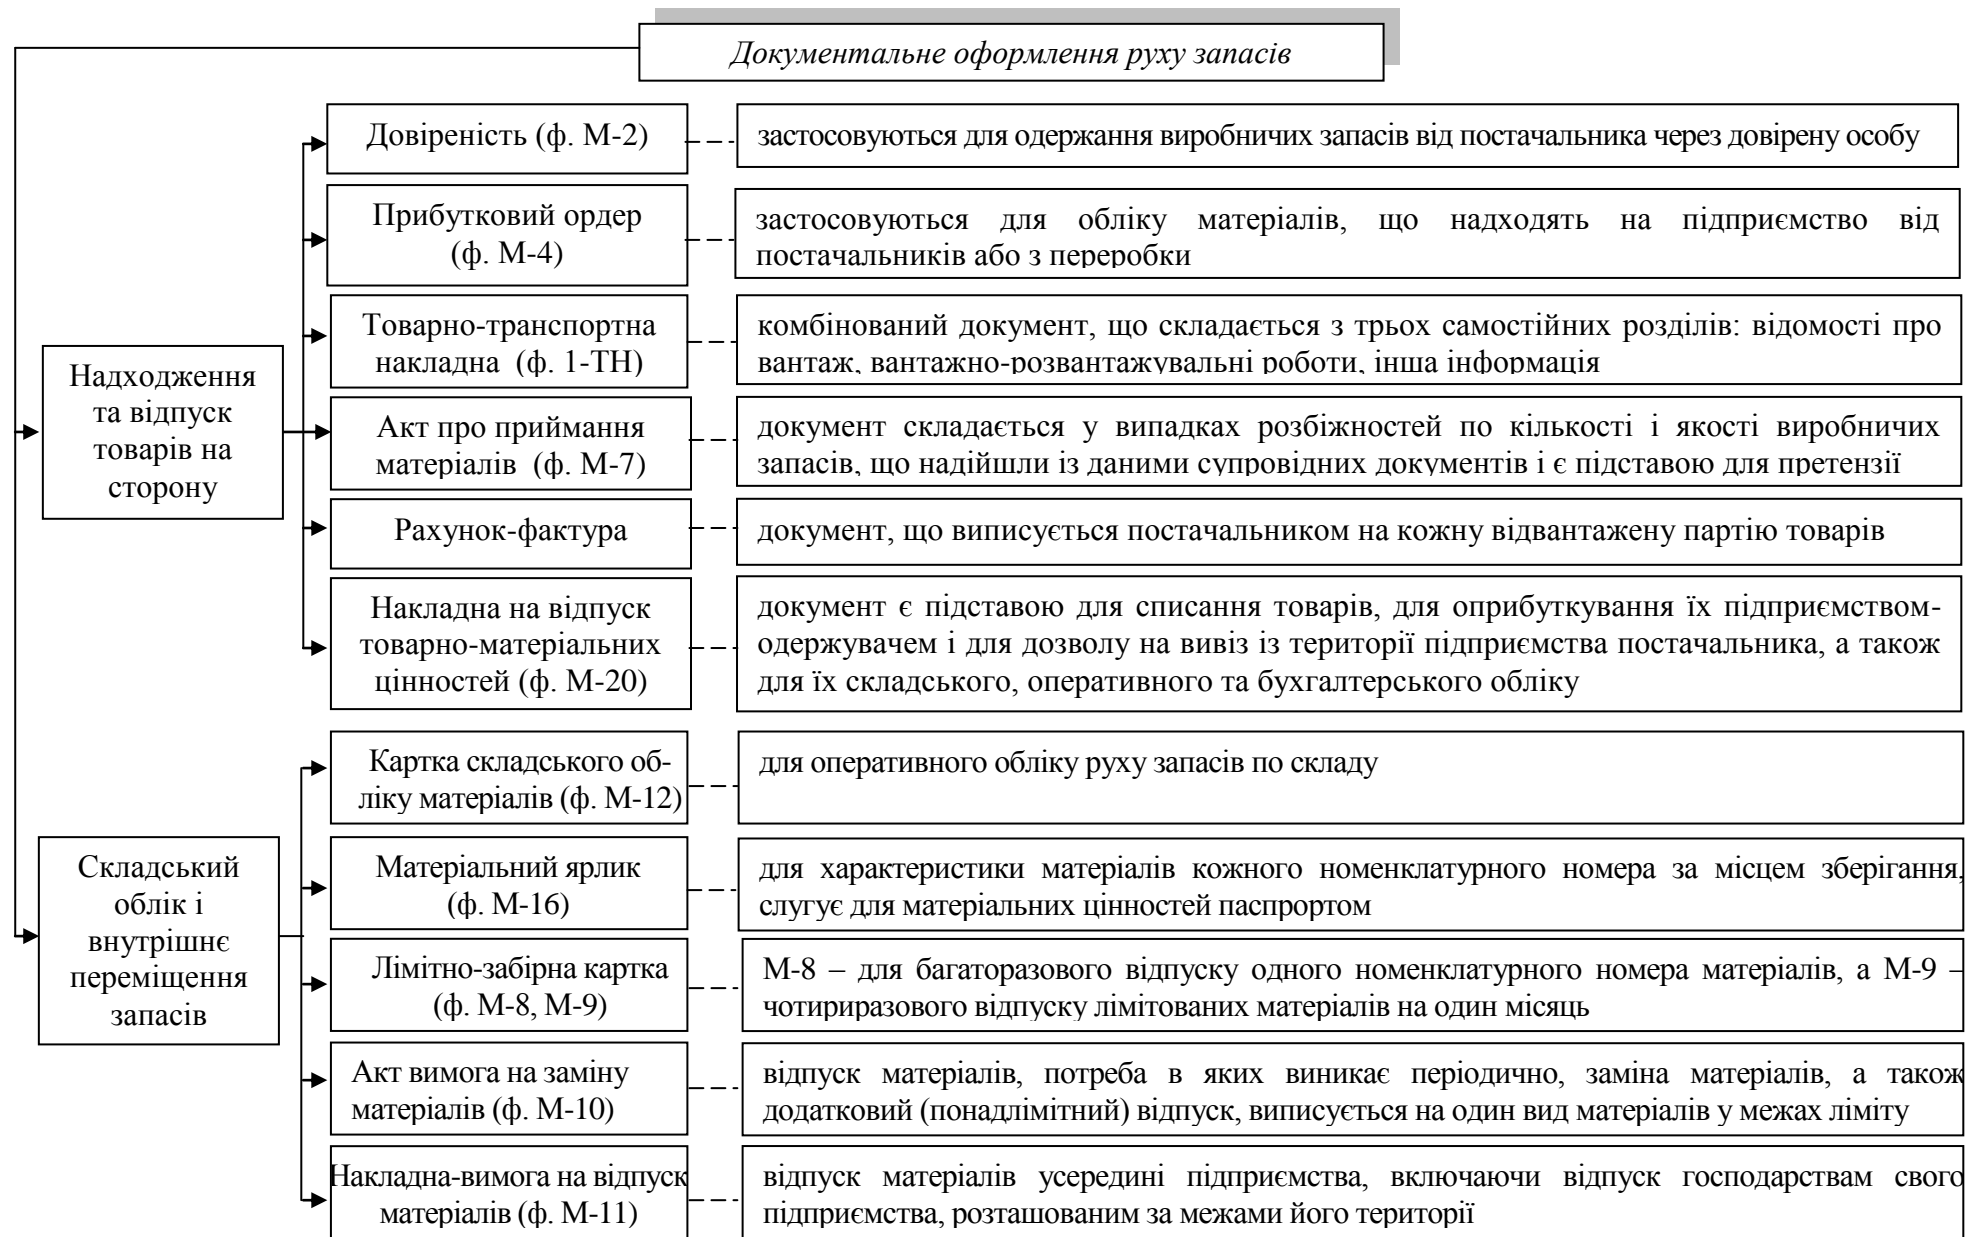 Документальне оформлення руху запасів
Довіреність (ф. М-2)
застосовуються для одержання виробничих запасів від постачальника через довірену особу
Прибутковий ордер
(ф. М-4)
застосовуються для обліку матеріалів, що надходять на підприємство від
постачальників або з переробки
Товарно-транспортна
накладна (ф. 1-ТН)
комбінований документ, що складається з трьох самостійних розділів: відомості про
вантаж, вантажно-розвантажувальні роботи, інша інформація
Надходження
та відпуск
товарів на
сторону
Акт про приймання
матеріалів (ф. М-7)
документ складається у випадках розбіжностей по кількості і якості виробничих
запасів, що надійшли із даними супровідних документів і є підставою для претензії
Рахунок-фактура
документ, що виписується постачальником на кожну відвантажену партію товарів
Накладна на відпуск
товарно-матеріальних
цінностей (ф. М-20)
документ є підставою для списання товарів, для оприбуткування їх підприємством-
одержувачем і для дозволу на вивіз із території підприємства постачальника, а також
для їх складського, оперативного та бухгалтерського обліку
Картка складського об-
ліку матеріалів (ф. М-12)
для оперативного обліку руху запасів по складу
Складський
облік і
внутрішнє
переміщення
запасів
Матеріальний ярлик
(ф. М-16)
для характеристики матеріалів кожного номенклатурного номера за місцем зберігання,
слугує для матеріальних цінностей паспрортом
Лімітно-забірна картка
(ф. М-8, М-9)
М-8 – для багаторазового відпуску одного номенклатурного номера матеріалів, а М-9 –
чотириразового відпуску лімітованих матеріалів на один місяць
Акт вимога на заміну
матеріалів (ф. М-10)
відпуск матеріалів, потреба в яких виникає періодично, заміна матеріалів, а також
додатковий (понадлімітний) відпуск, виписується на один вид матеріалів у межах ліміту
Накладна-вимога на відпуск
матеріалів (ф. М-11)
відпуск матеріалів усередині підприємства, включаючи відпуск господарствам свого
підприємства, розташованим за межами його території